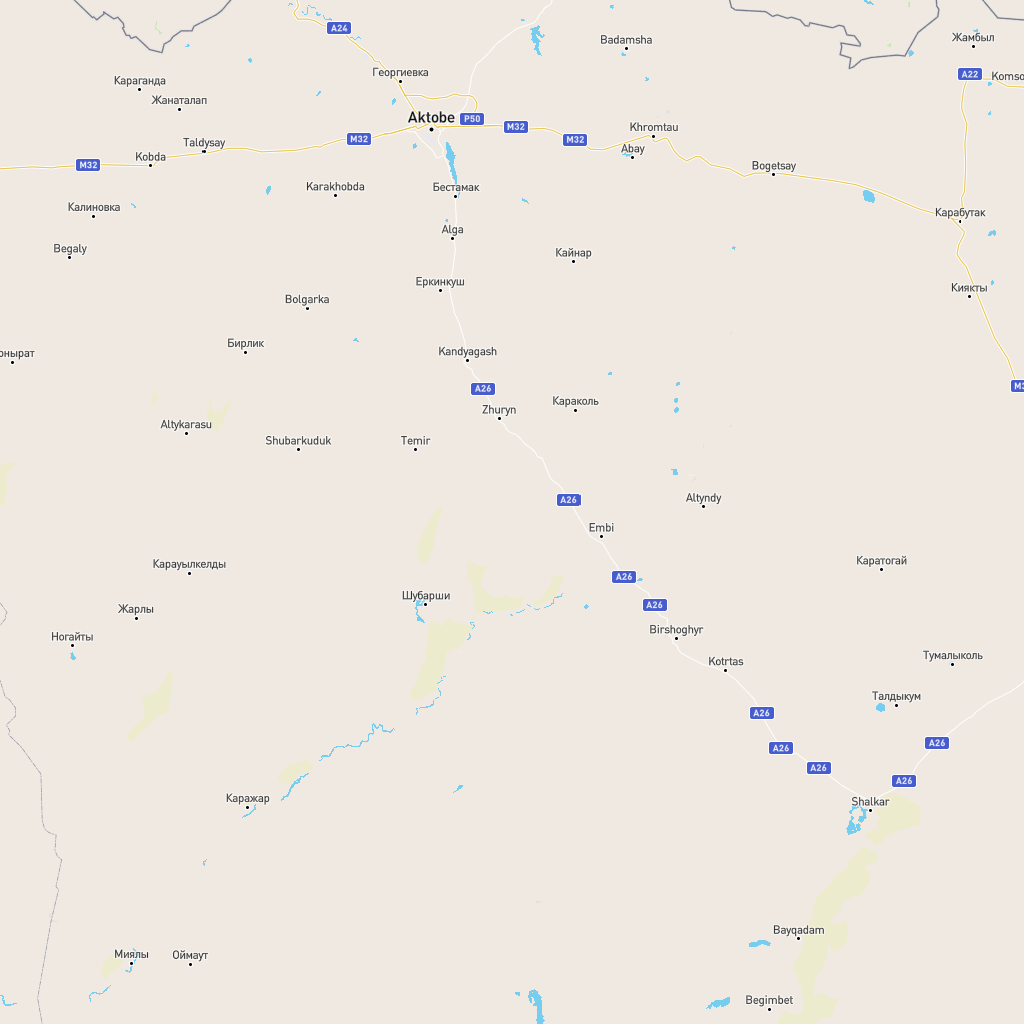 A24
Badamsha
Жамбыл
Георгиевка
A22
Komso
Караганда
Жанаталап
Aktobe
P50
M32
M32
M32
Khromtau
Taldysay
Abay
Kobda
M32
Bogetsay
Karakhobda
Бестамак
Калиновка
Карабутак
Alga
Begaly
Кайнар
Еркинкуш
Киякты
Bolgarka
Бирлик
Kandyagash
онырат
A26
M3
Zhuryn
Караколь
Altykarasu
Shubarkuduk
Temir
A26
Altyndy
Embi
Карауылкелды
Каратогай
A26
Шубарши
A26
Жарлы
Ногайты
Birshoghyr
Kotrtas
Тумалыколь
Талдыкум
A26
A26
A26
A26
A26
Каражар
Shalkar
Bayqadam
Миялы
Оймаут
Begimbet